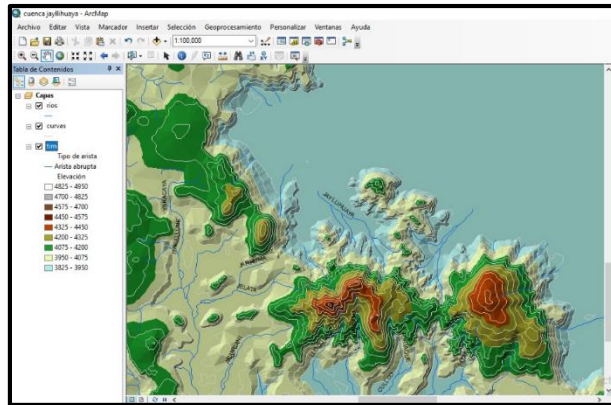 cuenca jayllihuaya - ArcMap
Archivo Editar Vista Marcador Insertar Selección Geoprocesamiento Personalizar Ventanas Ayuda
1:100,000
Tabla de Contenidos
Capas
rios
curvas
tin
Tipo de arista
Arista abrupta
Elevación
4825 - 4950
4700 - 4825
4575 - 4700
4450 - 4575
4325 - 4450
4200 - 4325
4075 - 4200
3950 - 4075
3825 - 3950